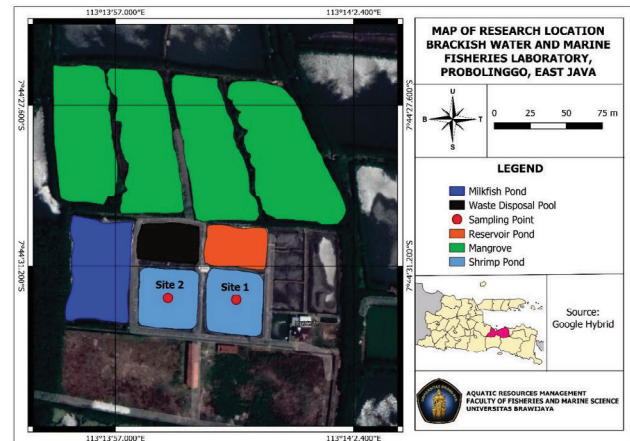 113°13'57.000"E
113°14'2.400"E
7°44'27.600"S
7°44'31.200"S
Site 2
Site 1
7°44'27.600"S
7°44'31.200"S
113°13'57.000"E
113°14'2.400"E
MAP OF RESEARCH LOCATION
BRACKISH WATER AND MARINE
FISHERIES LABORATORY,
PROBOLINGGO, EAST JAVA
U
B
T
S
0 25 50 75 m
LEGEND
Milkfish Pond
Waste Disposal Pool
Sampling Point
Reservoir Pond
Mangrove
Shrimp Pond
Source:
Google Hybrid
UNIVERSITAS BRAWIJAYA
AQUATIC RESOURCES MANAGEMENT
FACULTY OF FISHERIES AND MARINE SCIENCE
UNIVERSITAS BRAWIJAYA